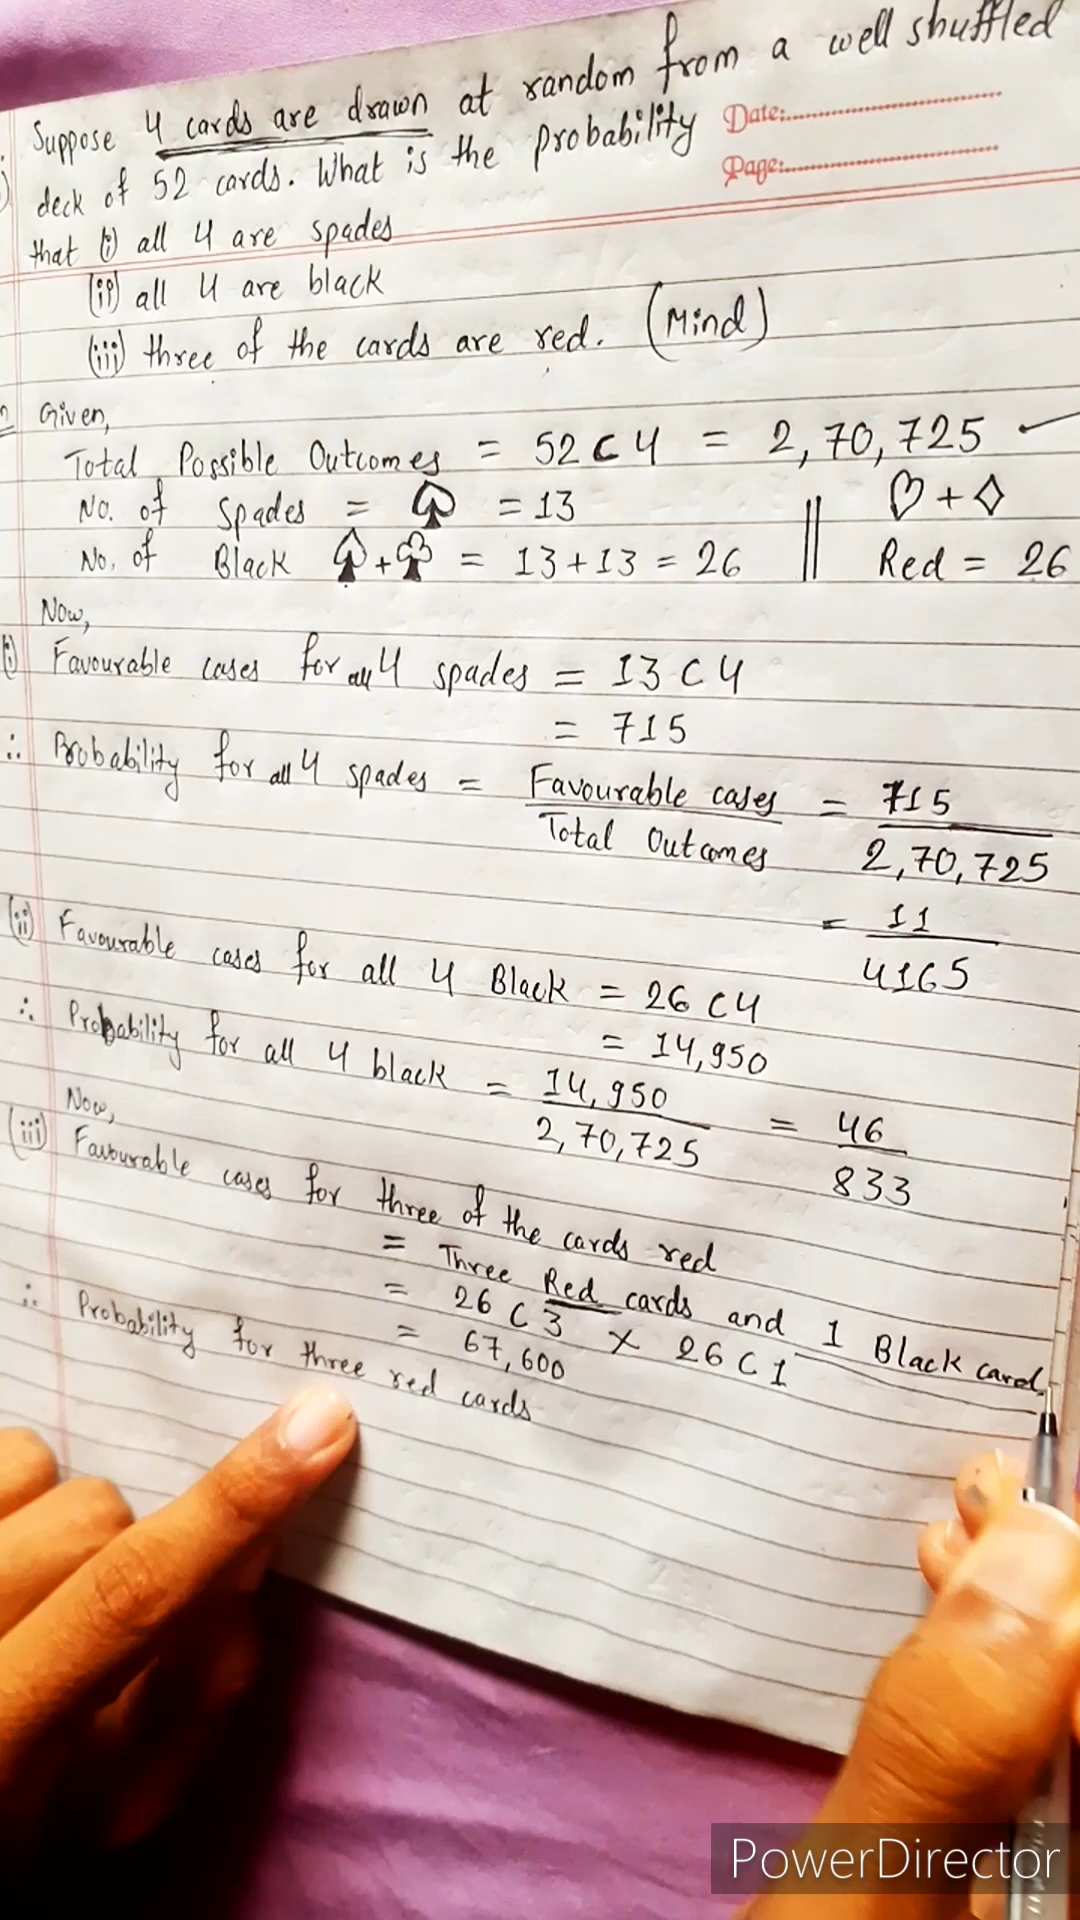 Suppose 4 cards are drawn at random from a well shuffled
deck of 52 cards. What is the probability
Date:
Page:
that (i) all 4 are spades
(ii) all 4 are black
(iii) three of the cards are red. (Mind)
Given,
Total Possible Outcomes = 52C4 = 2,70,725
No. of Spades = ♠ = 13
♡ + ♢
No. of Black ♠ + ♣ = 13+13 = 26 || Red = 26
Now,
(i) Favourable cases for all 4 spades = 13C4
= 715
∴ Probability for all 4 spades = Favourable cases / Total Outcomes = 715 / 2,70,725
= 11 / 4165
(ii) Favourable cases for all 4 Black = 26C4
= 14,950
∴ Probability for all 4 black = 14,950 / 2,70,725 = 46 / 833
Now,
(iii) Favourable cases for three of the cards red
= Three Red cards and 1 Black card
= 26C3 × 26C1
= 67,600
∴ Probability for three red cards
PowerDirector